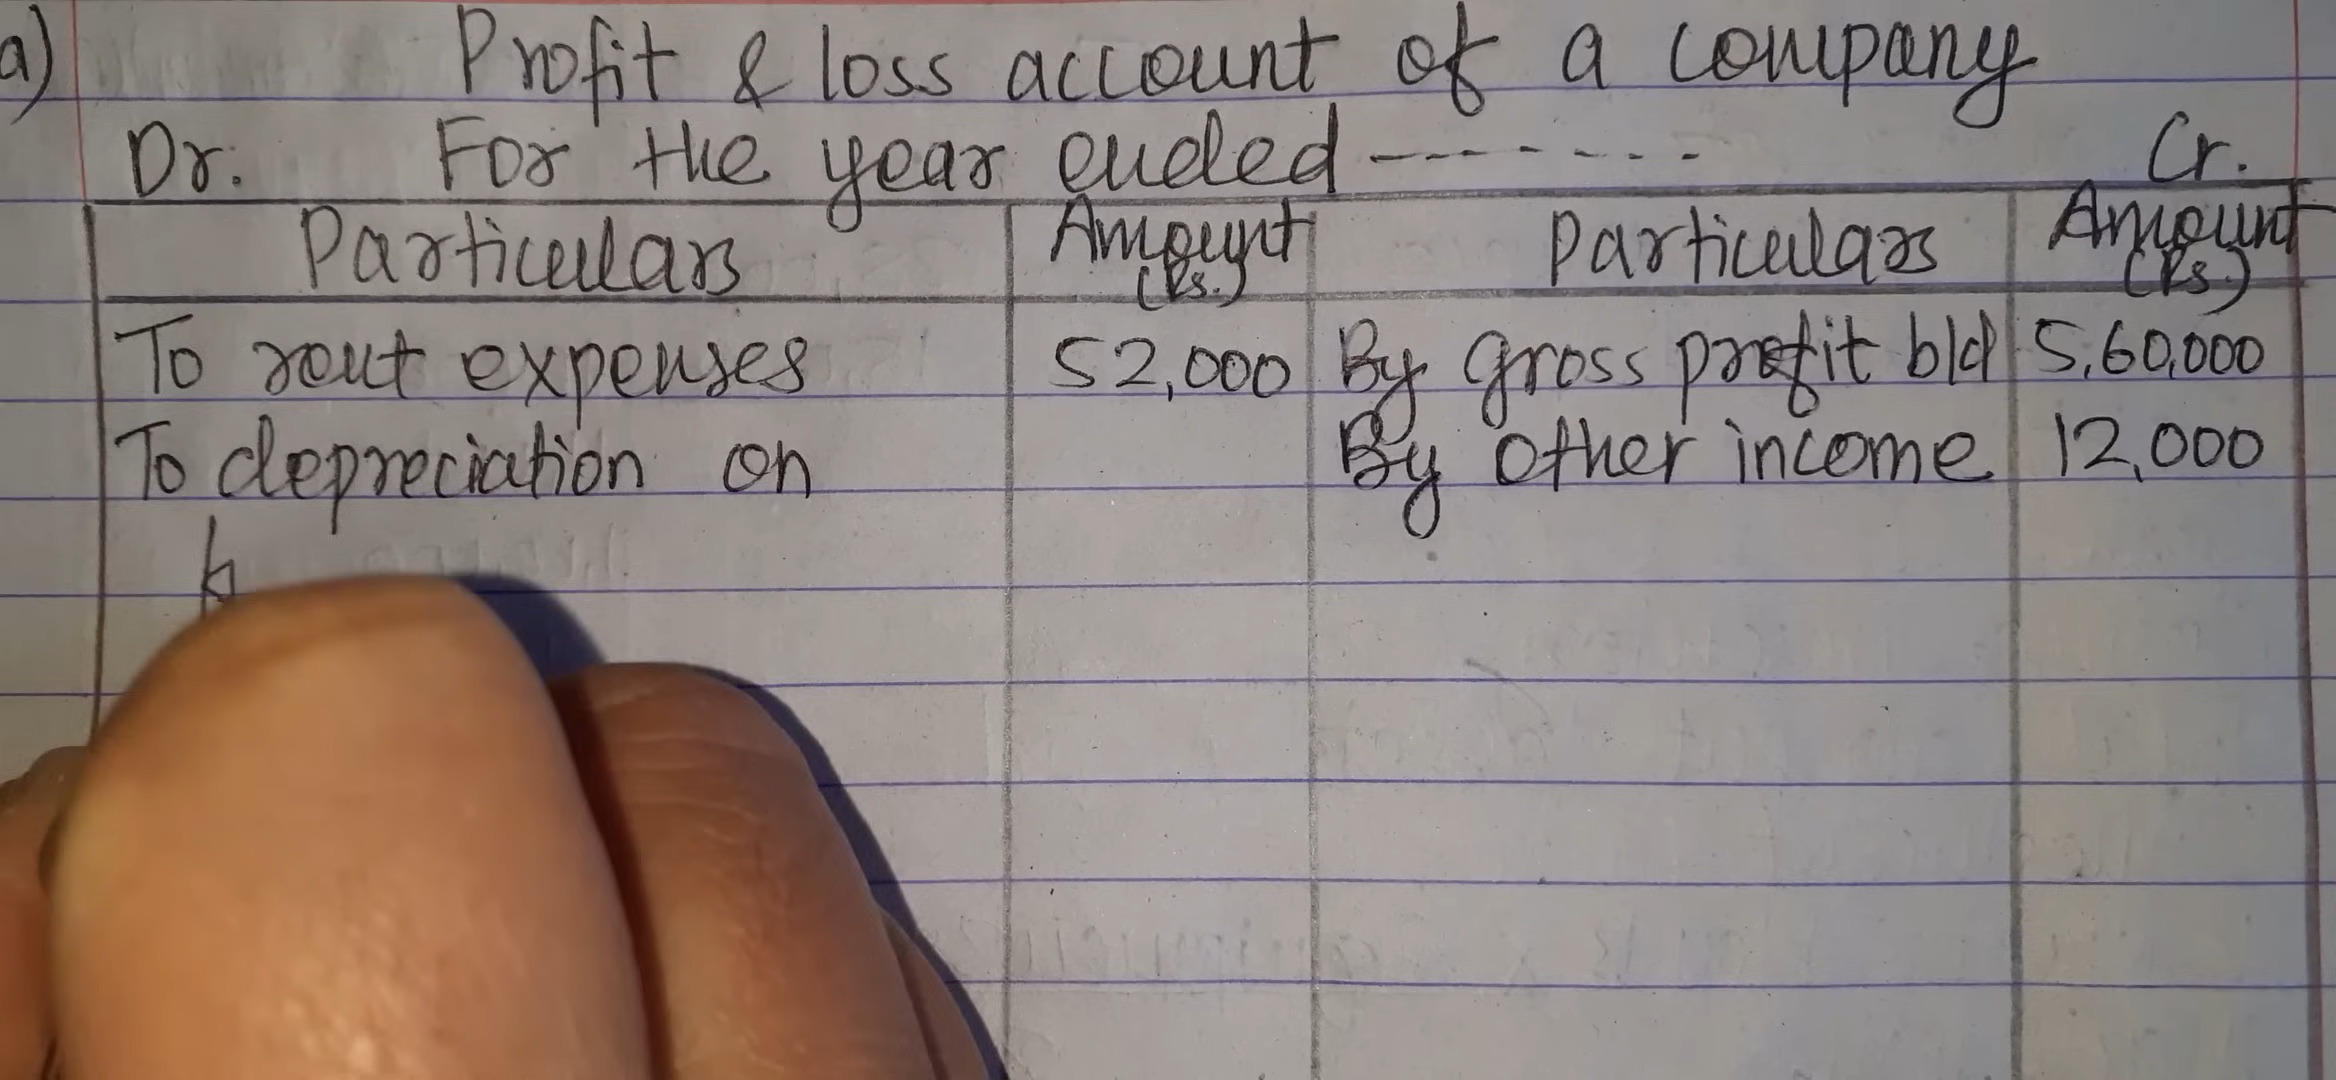 a) Profit & loss account of a company
Dr. For the year ended ------- Cr.
Particulars Amount (Rs.) Particulars Amount (Rs.)
To rent expenses 52,000 By gross profit b/d 5,60,000
To depreciation on By other income 12,000